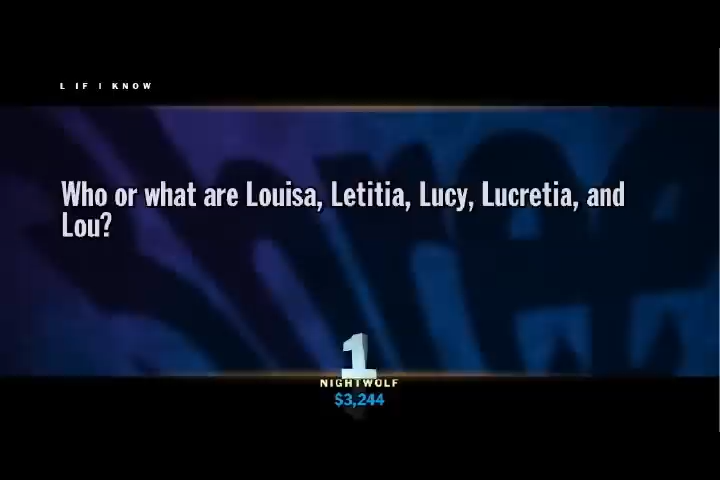 L IF I KNOW
Who or what are Louisa, Letitia, Lucy, Lucretia, and
Lou?
1
NIGHTWOLF
$3,244